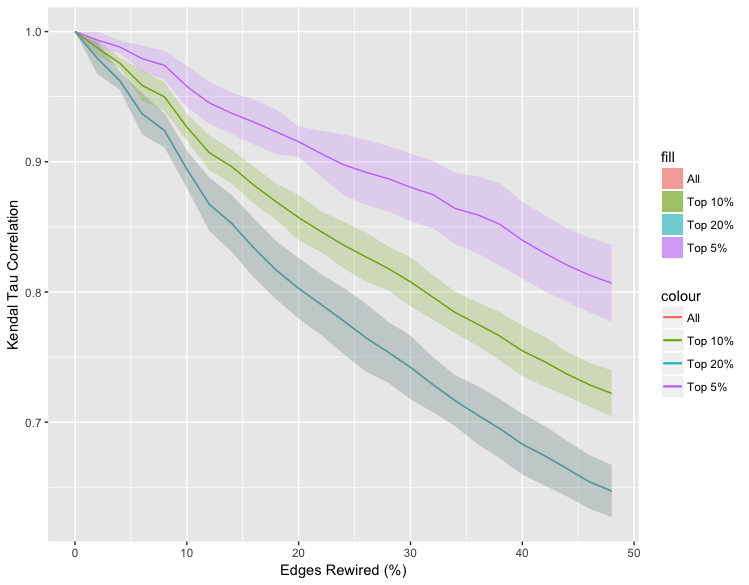 1.0
0.9
0.8
0.7
Kendal Tau Correlation
0
10
20
30
40
50
Edges Rewired (%)
fill
All
Top 10%
Top 20%
Top 5%
colour
All
Top 10%
Top 20%
Top 5%